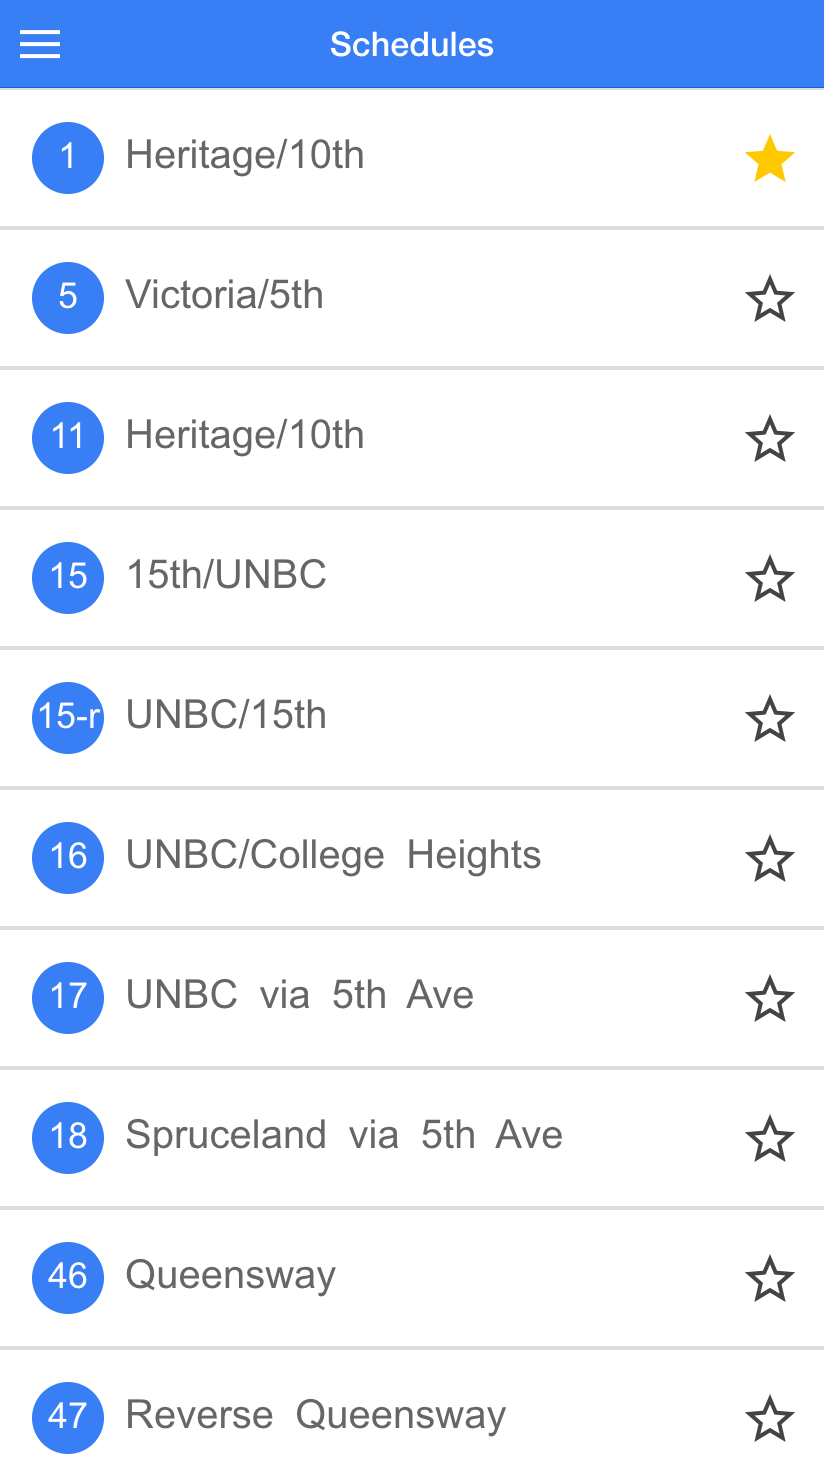 Schedules
1 Heritage/10th
5 Victoria/5th
11 Heritage/10th
15 15th/UNBC
15-r UNBC/15th
16 UNBC/College Heights
17 UNBC via 5th Ave
18 Spruceland via 5th Ave
46 Queensway
47 Reverse Queensway